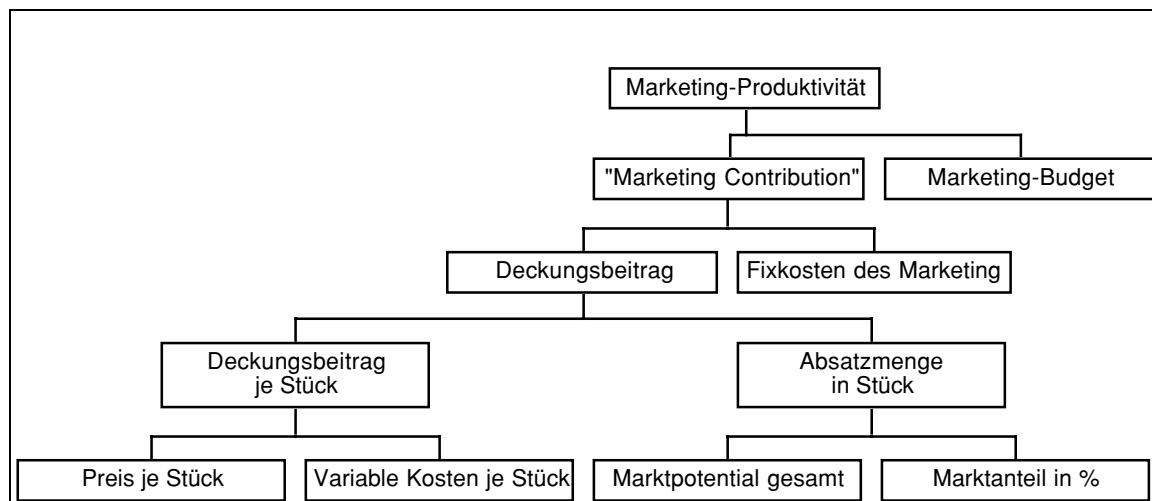 Marketing-Produktivität
"Marketing Contribution"
Marketing-Budget
Deckungsbeitrag
Fixkosten des Marketing
Deckungsbeitrag
je Stück
Absatzmenge
in Stück
Preis je Stück
Variable Kosten je Stück
Marktpotential gesamt
Marktanteil in %